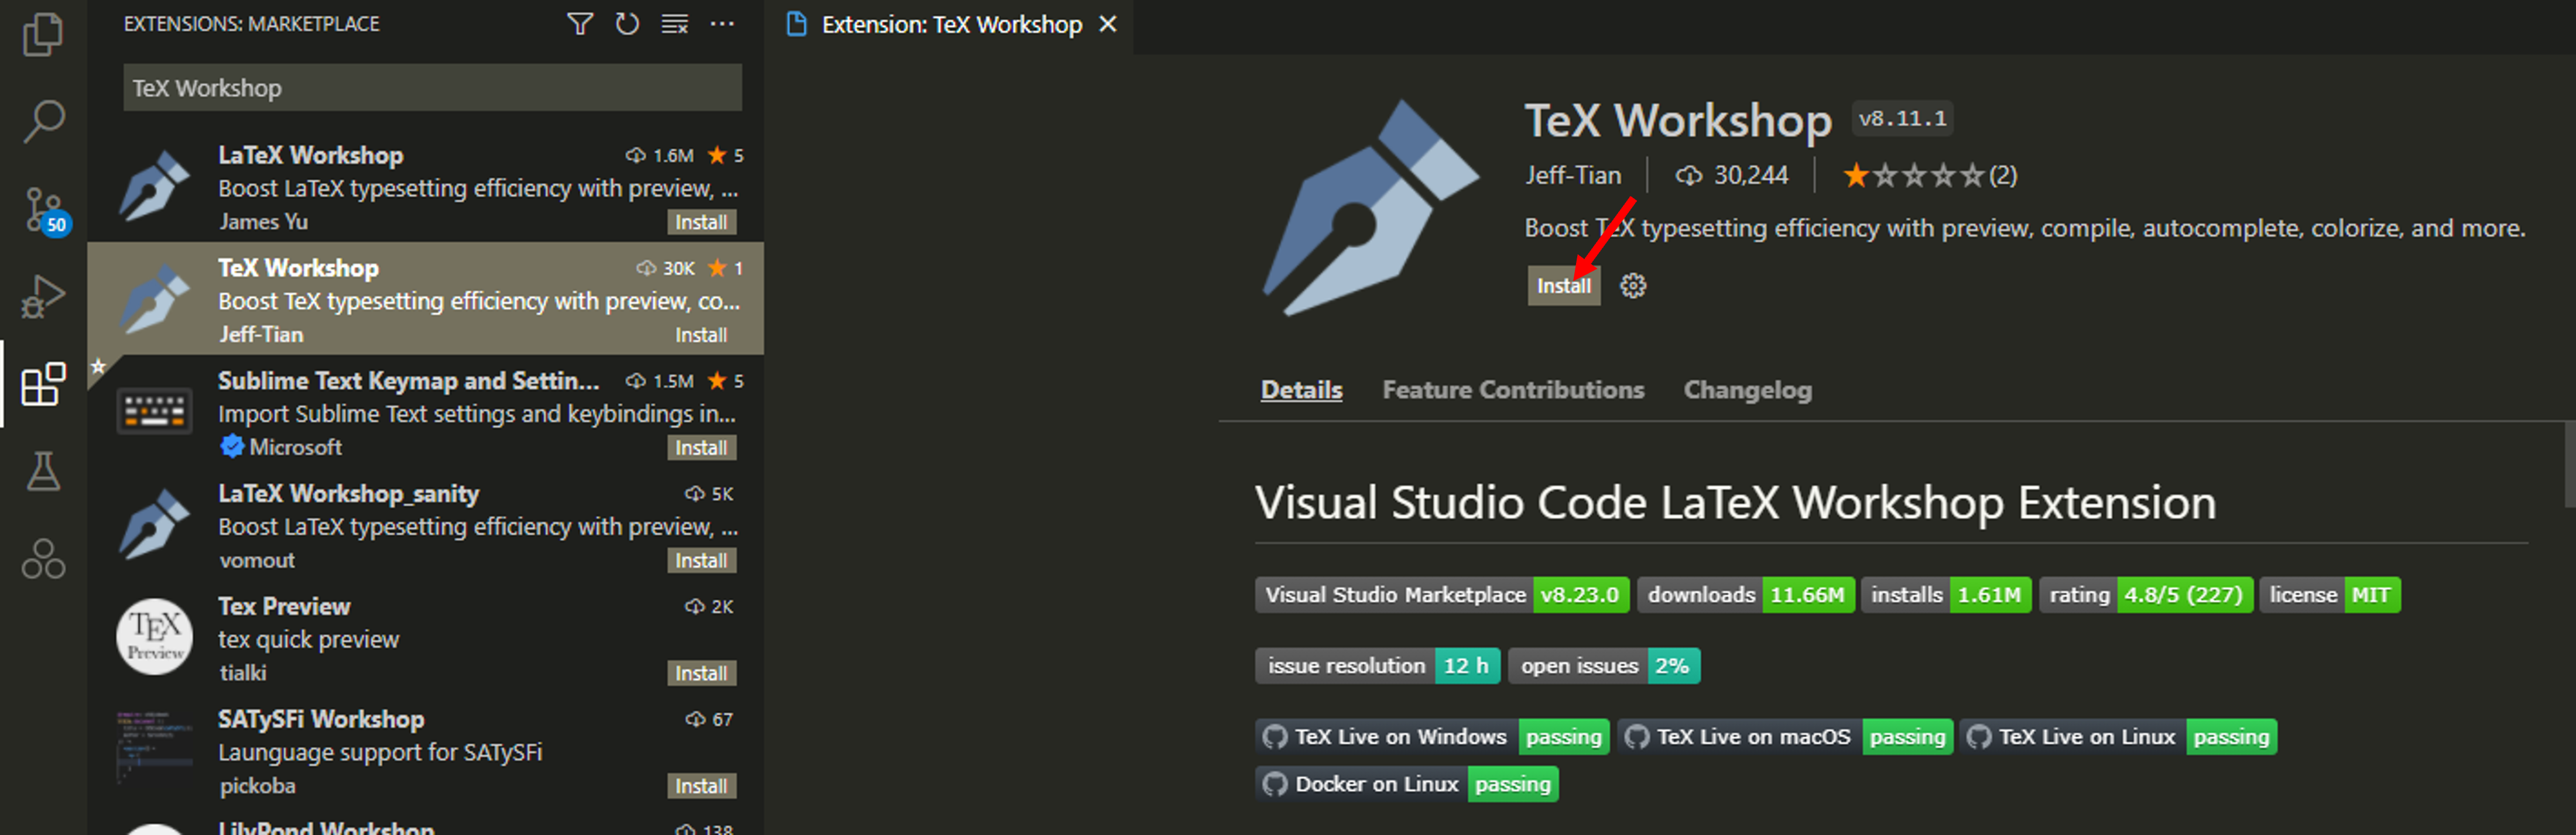 EXTENSIONS: MARKETPLACE
TeX Workshop
LaTeX Workshop 1.6M 5
Boost LaTeX typesetting efficiency with preview, ...
James Yu Install
TeX Workshop 30K 1
Boost TeX typesetting efficiency with preview, co...
Jeff-Tian Install
Sublime Text Keymap and Settin... 1.5M 5
Import Sublime Text settings and keybindings in...
Microsoft Install
LaTeX Workshop_sanity 5K
Boost LaTeX typesetting efficiency with preview, ...
vomout Install
TeX
Preview
Tex Preview 2K
tex quick preview
tialki Install
SATySFi Workshop 67
Launguage support for SATySFi
pickoba Install
LilyPond Workshop 138
50
Extension: TeX Workshop
TeX Workshop v8.11.1
Jeff-Tian 30,244 (2)
Boost TeX typesetting efficiency with preview, compile, autocomplete, colorize, and more.
Install
Details Feature Contributions Changelog
Visual Studio Code LaTeX Workshop Extension
Visual Studio Marketplace v8.23.0 downloads 11.66M installs 1.61M rating 4.8/5 (227) license MIT
issue resolution 12 h open issues 2%
TeX Live on Windows passing TeX Live on macOS passing TeX Live on Linux passing
Docker on Linux passing